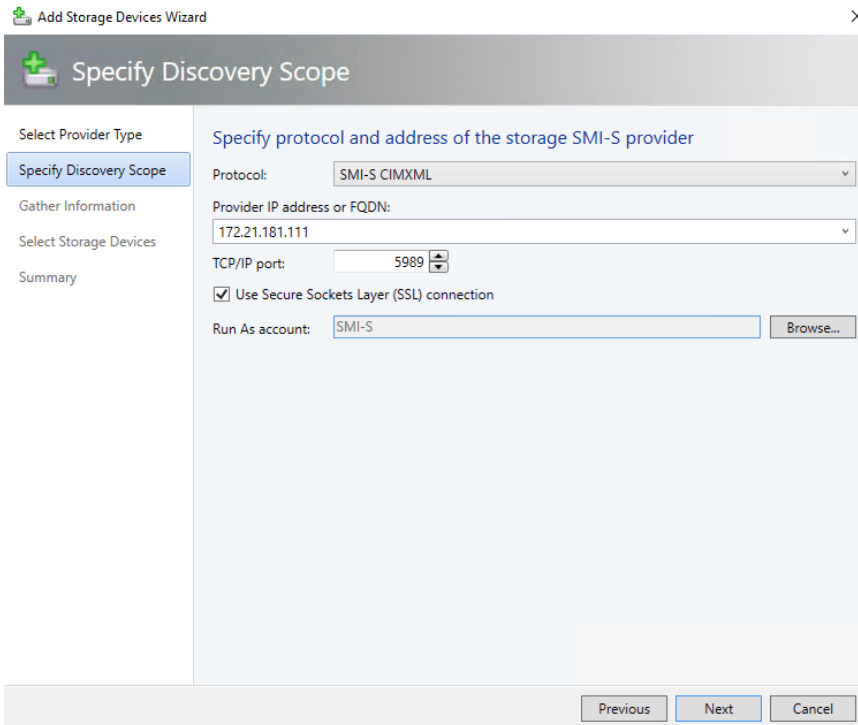 Add Storage Devices Wizard
Specify Discovery Scope
Select Provider Type
Specify Discovery Scope
Gather Information
Select Storage Devices
Summary
Specify protocol and address of the storage SMI-S provider
Protocol: SMI-S CIMXML
Provider IP address or FQDN:
172.21.181.111
TCP/IP port: 5989
Use Secure Sockets Layer (SSL) connection
Run As account: SMI-S Browse...
Previous Next Cancel